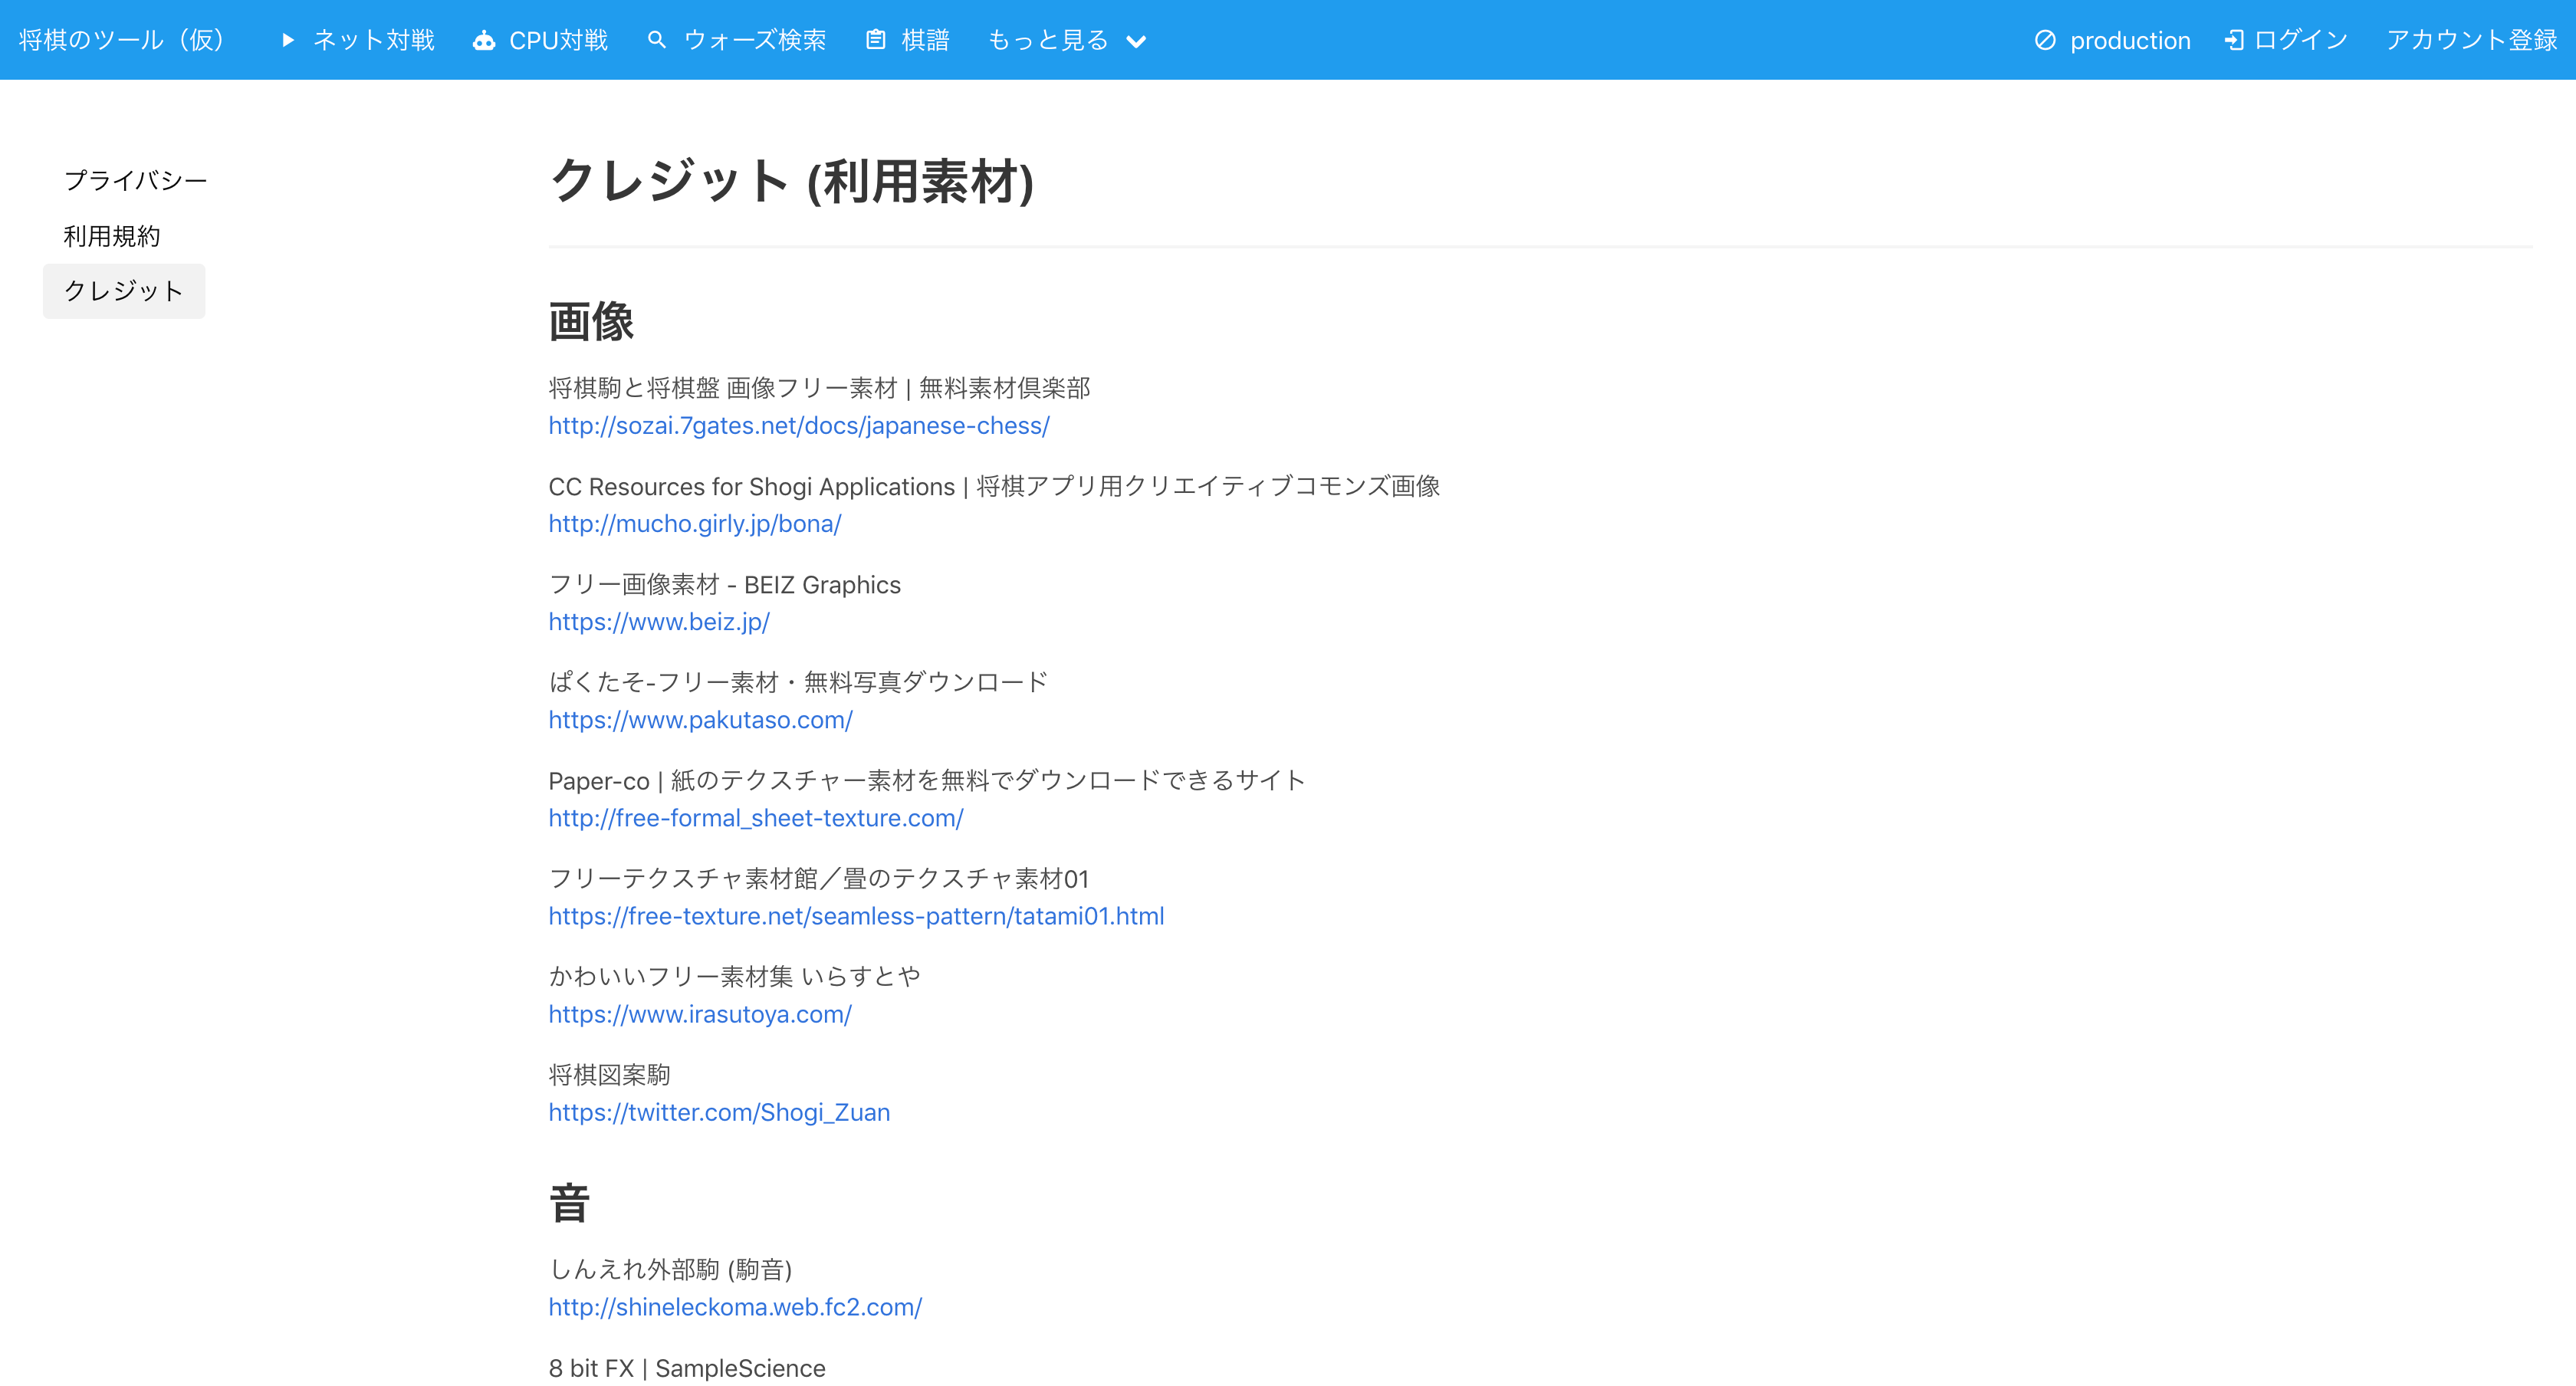 将棋のツール（仮） ネット対戦 CPU対戦 ウォーズ検索 棋譜 もっと見る production ログイン アカウント登録
プライバシー
利用規約
クレジット
クレジット (利用素材)
画像
将棋駒と将棋盤 画像フリー素材 | 無料素材倶楽部
http://sozai.7gates.net/docs/japanese-chess/
CC Resources for Shogi Applications | 将棋アプリ用クリエイティブコモンズ画像
http://mucho.girly.jp/bona/
フリー画像素材 - BEIZ Graphics
https://www.beiz.jp/
ぱくたそ-フリー素材・無料写真ダウンロード
https://www.pakutaso.com/
Paper-co | 紙のテクスチャー素材を無料でダウンロードできるサイト
http://free-formal_sheet-texture.com/
フリーテクスチャ素材館／畳のテクスチャ素材01
https://free-texture.net/seamless-pattern/tatami01.html
かわいいフリー素材集 いらすとや
https://www.irasutoya.com/
将棋図案駒
https://twitter.com/Shogi_Zuan
音
しんえれ外部駒 (駒音)
http://shineleckoma.web.fc2.com/
8 bit FX | SampleScience